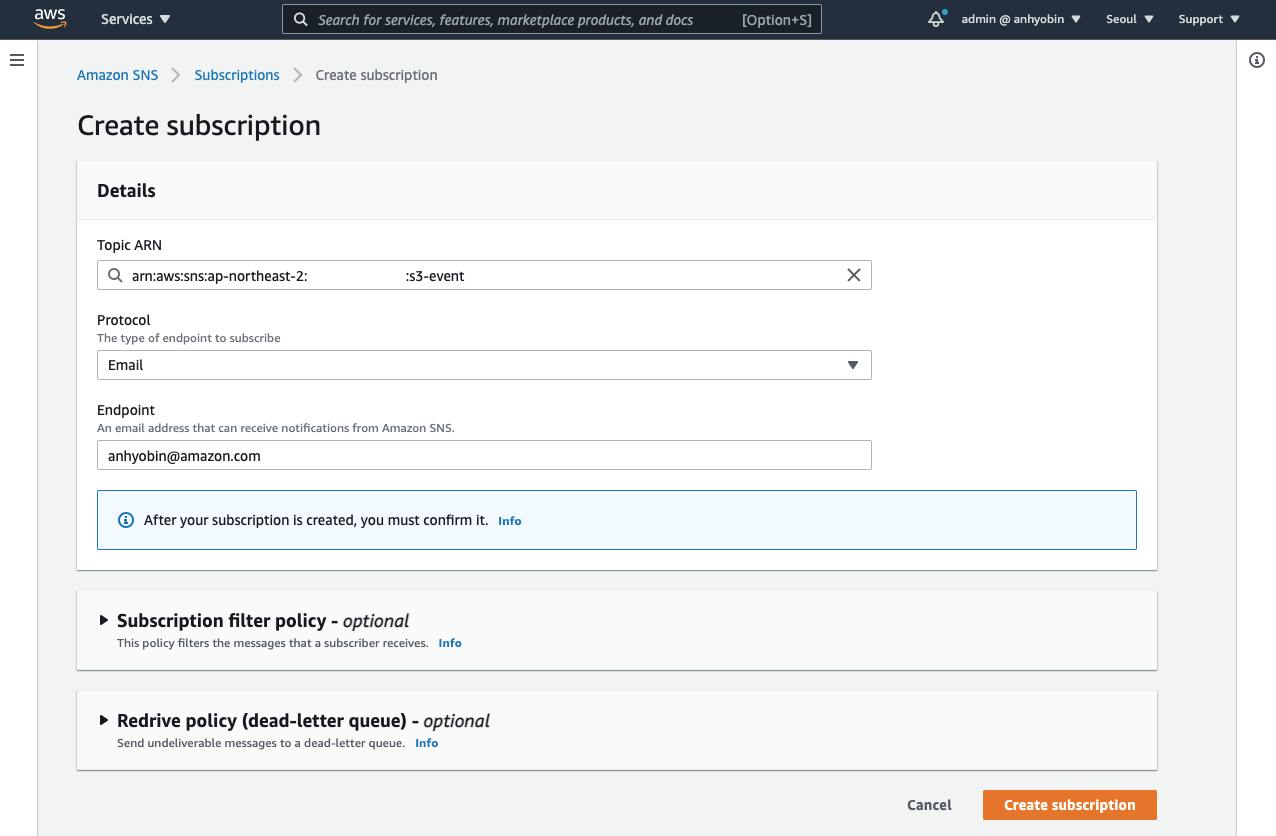 aws Services Search for services, features, marketplace products, and docs [Option+S] admin @ anhyobin Seoul Support
Amazon SNS Subscriptions Create subscription
Create subscription
Details
Topic ARN
arn:aws:sns:ap-northeast-2: :s3-event
Protocol
The type of endpoint to subscribe
Email
Endpoint
An email address that can receive notifications from Amazon SNS.
anhyobin@amazon.com
After your subscription is created, you must confirm it. Info
Subscription filter policy - optional
This policy filters the messages that a subscriber receives. Info
Redrive policy (dead-letter queue) - optional
Send undeliverable messages to a dead-letter queue. Info
Cancel Create subscription